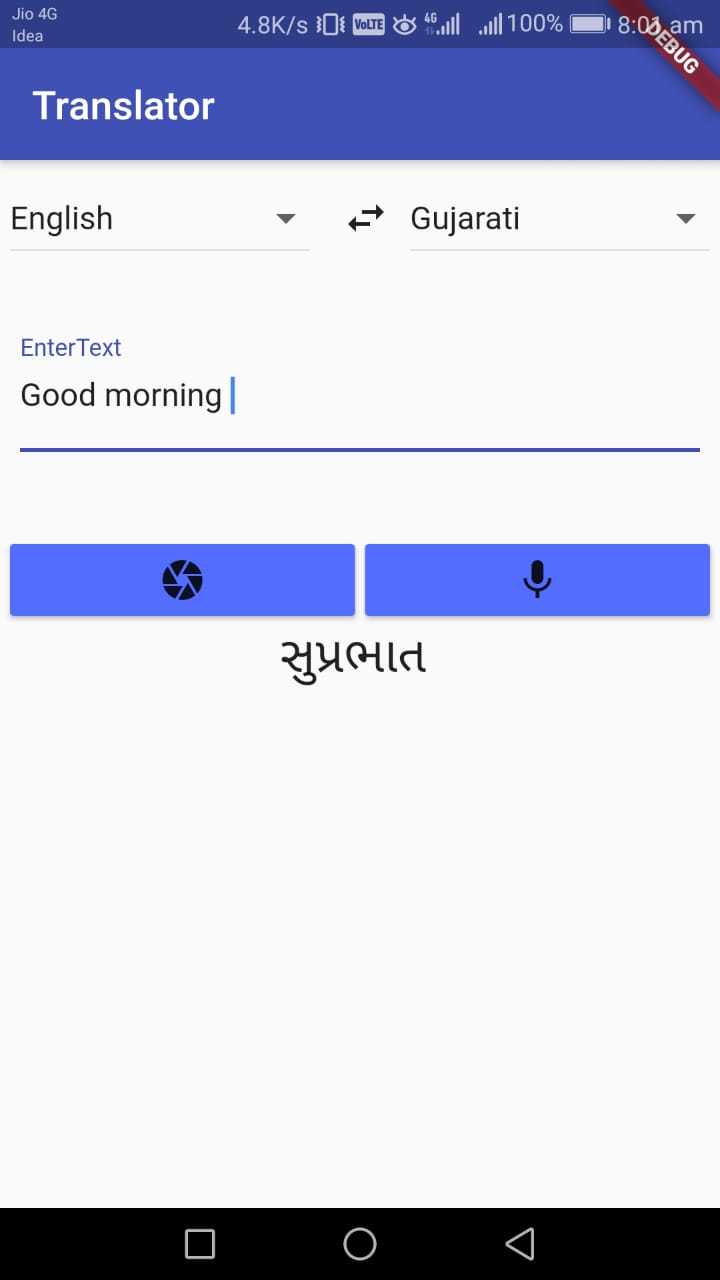 Jio 4G
Idea
4.8K/s VoLTE 4G 100% 8:01 am
DEBUG
Translator
English
Gujarati
EnterText
Good morning
સુપ્રભાત